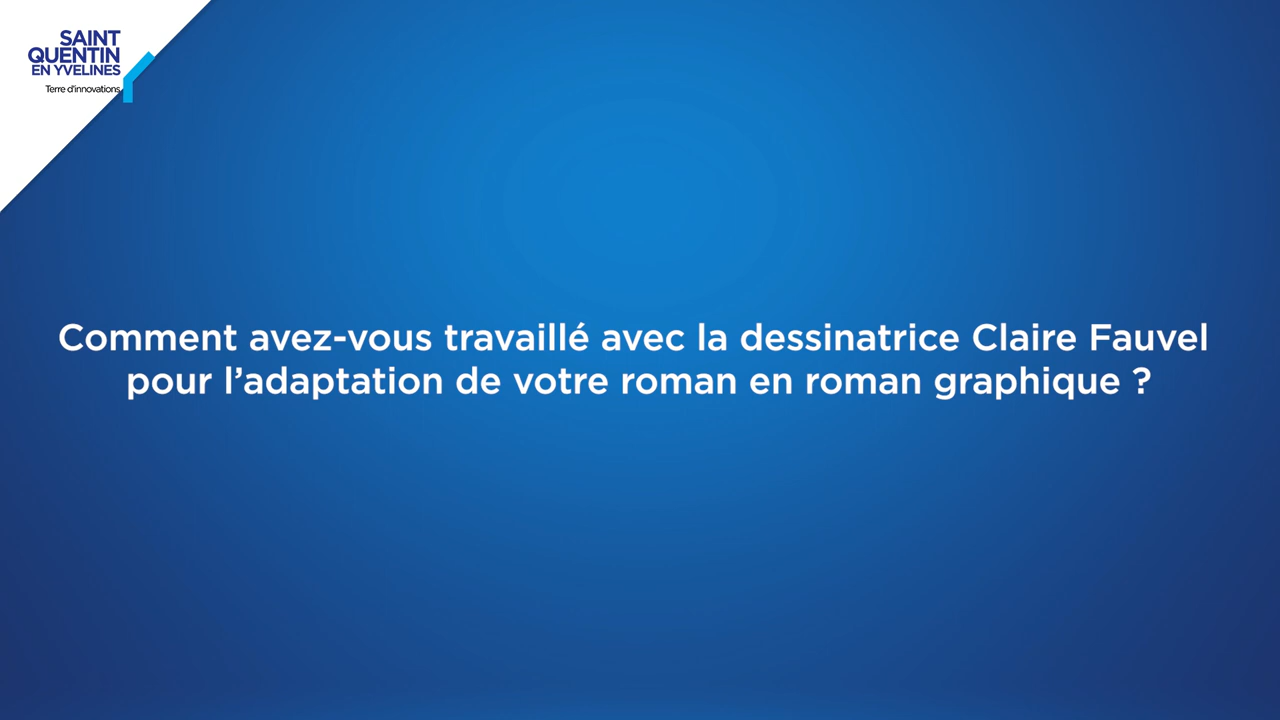 SAINT
QUENTIN
EN YVELINES
Terre d'innovations
Comment avez-vous travaillé avec la dessinatrice Claire Fauvel
pour l’adaptation de votre roman en roman graphique ?